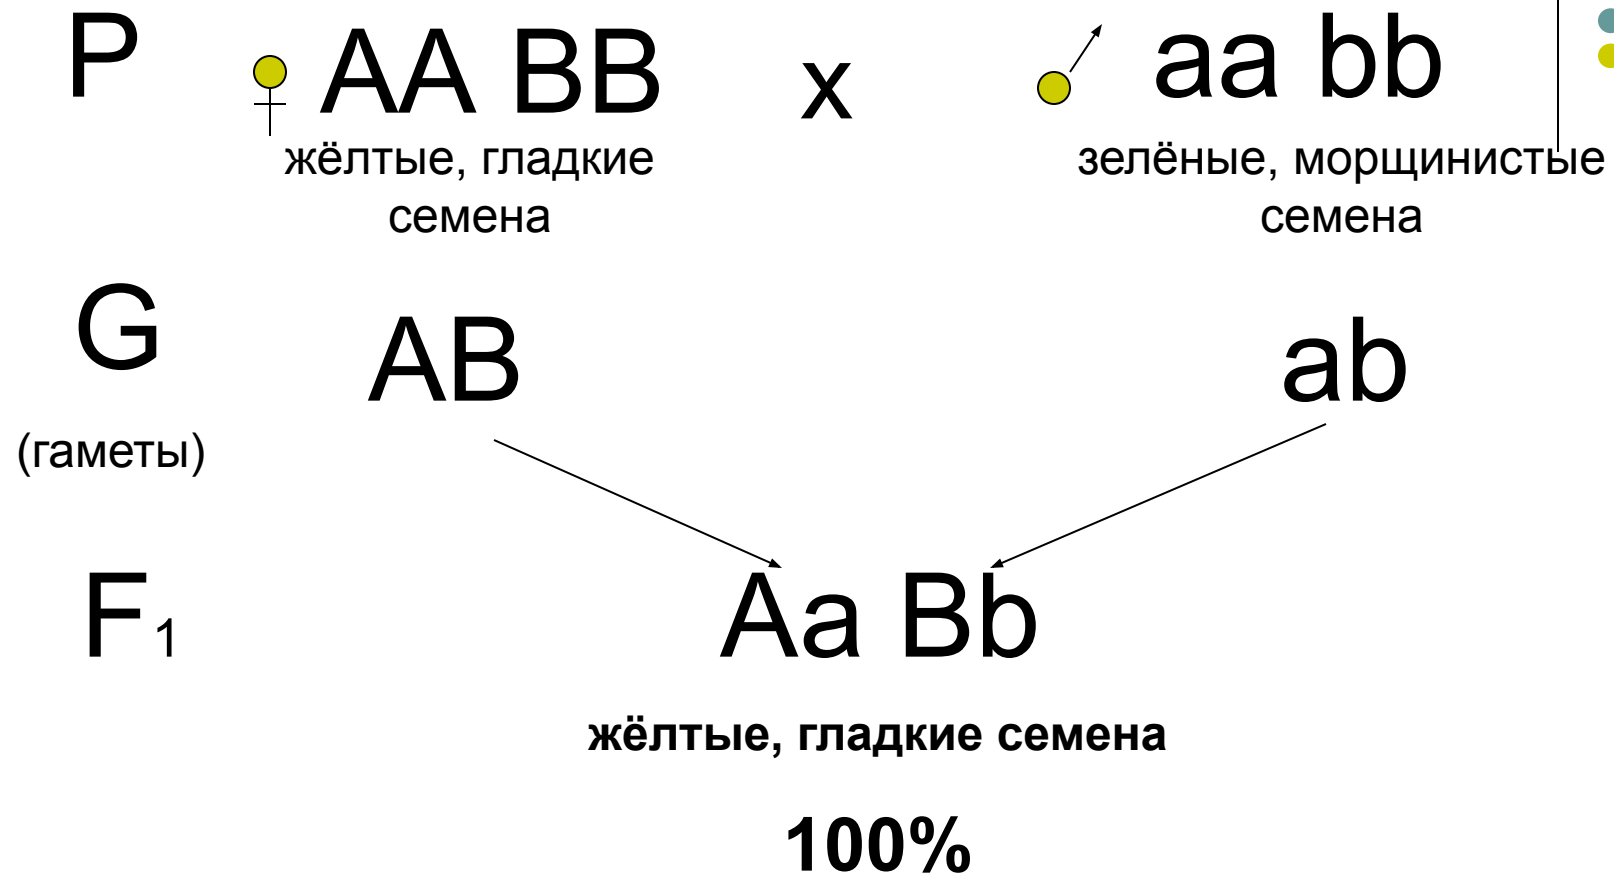 P ♀ AA BB x ♂ aa bb
жёлтые, гладкие семена
зелёные, морщинистые семена
G AB ab
(гаметы)
F1 Aa Bb
жёлтые, гладкие семена
100%